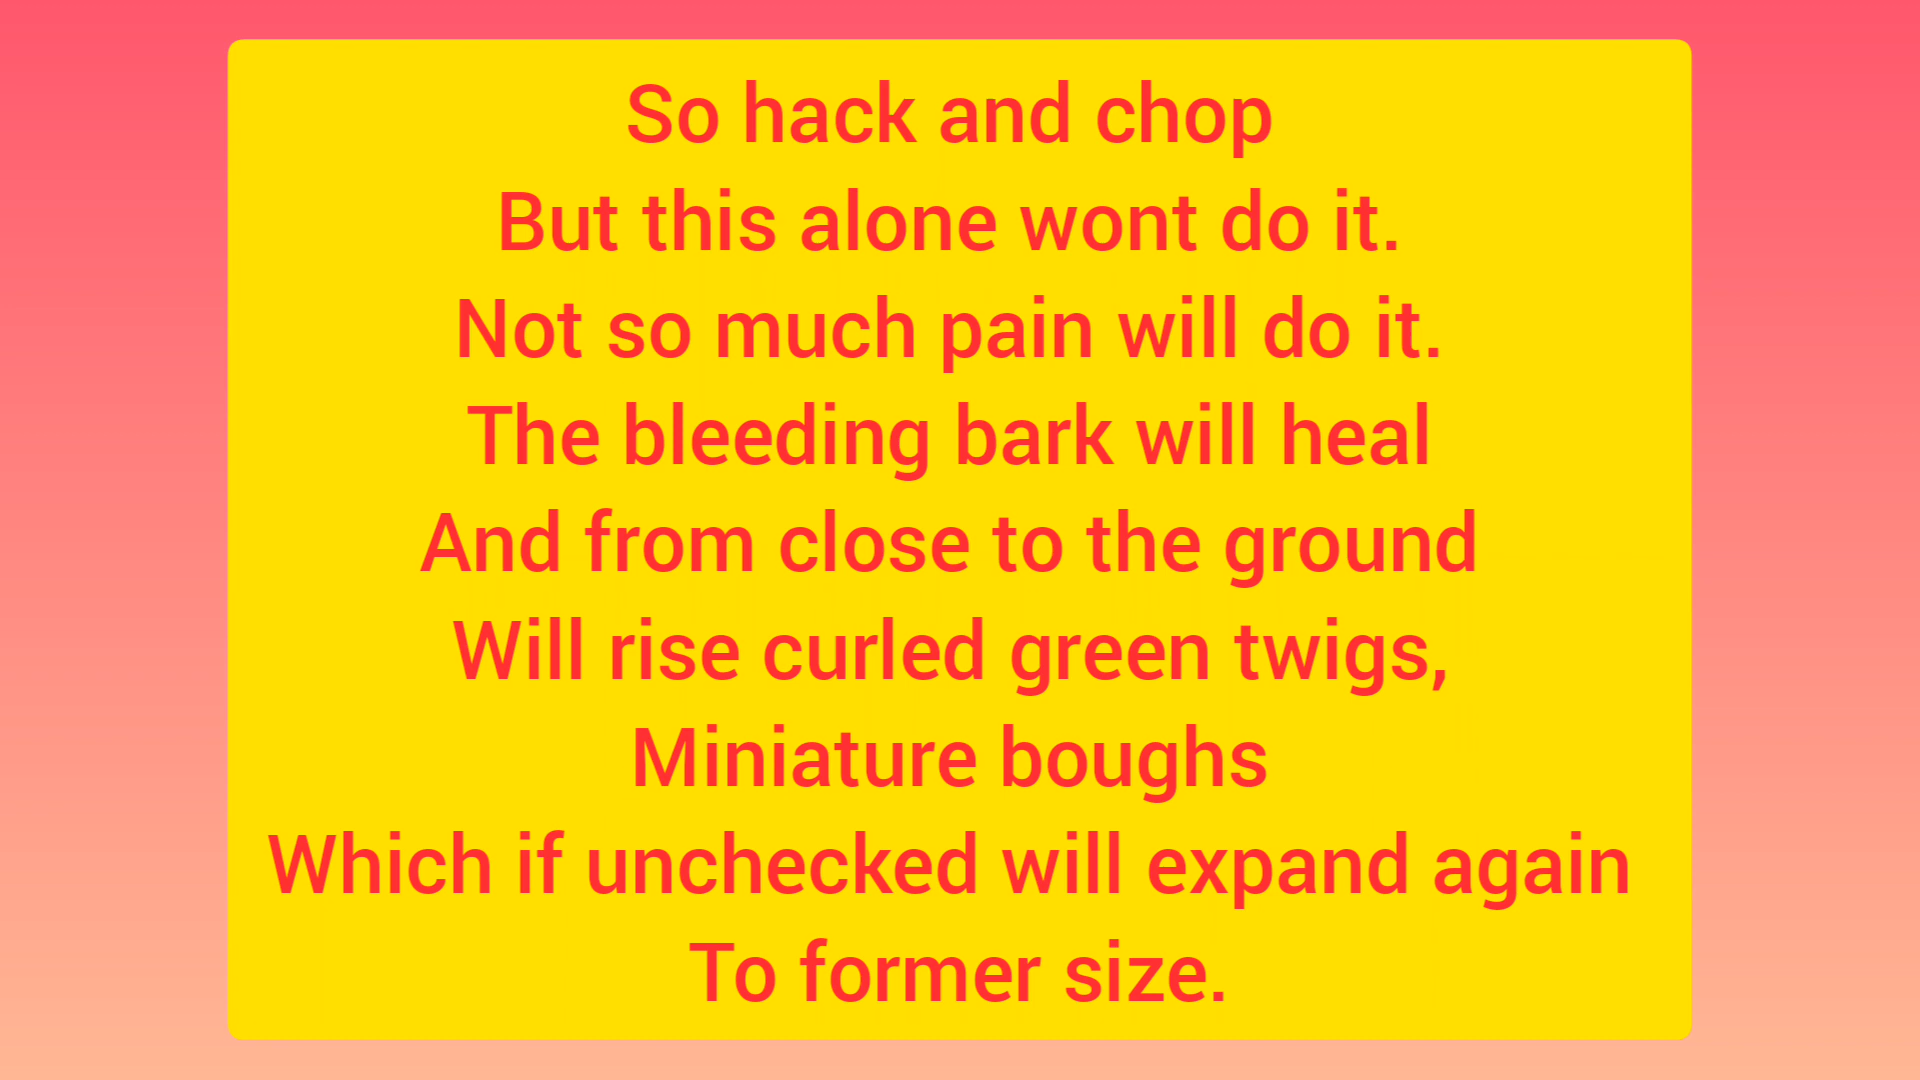 So hack and chop
But this alone wont do it.
Not so much pain will do it.
The bleeding bark will heal
And from close to the ground
Will rise curled green twigs,
Miniature boughs
Which if unchecked will expand again
To former size.